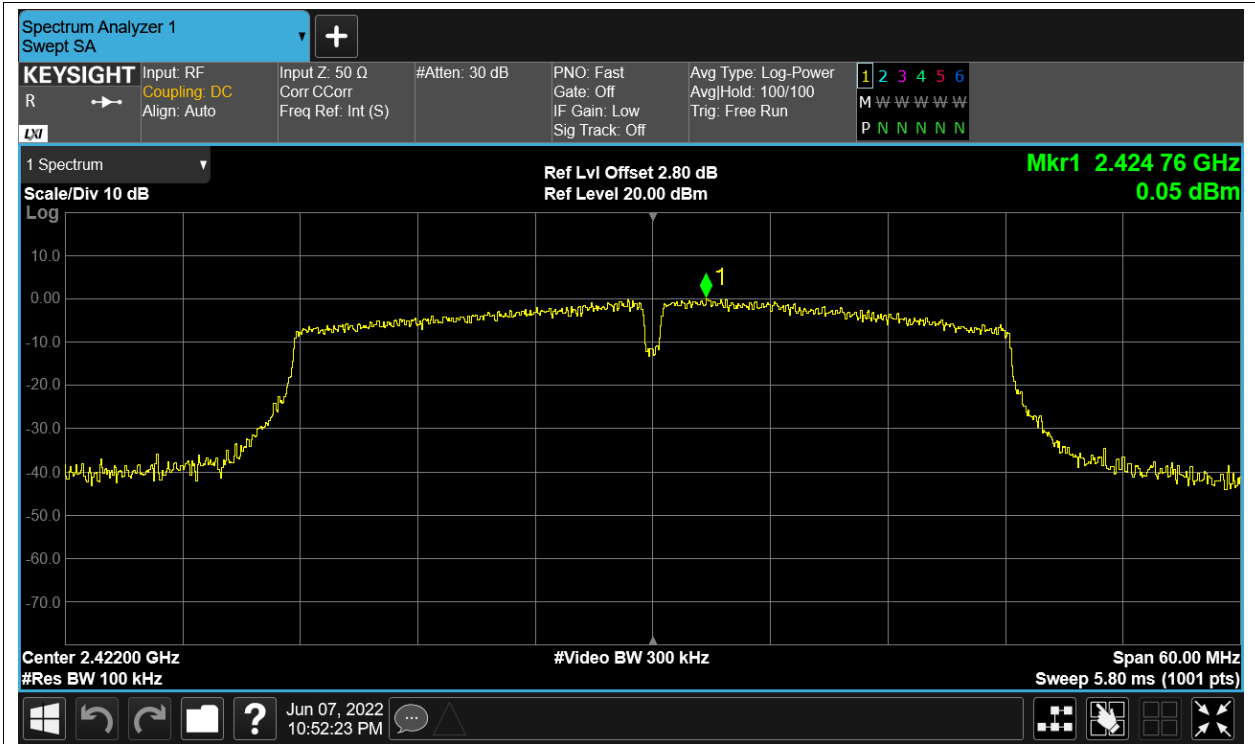 Spectrum Analyzer 1
Swept SA
KEYSIGHT
R
LXI
Input: RF
Coupling: DC
Align: Auto
Input Z: 50 Ω
Corr CCorr
Freq Ref: Int (S)
#Atten: 30 dB
PNO: Fast
Gate: Off
IF Gain: Low
Sig Track: Off
Avg Type: Log-Power
Avg|Hold: 100/100
Trig: Free Run
1 2 3 4 5 6
M W W W W W
P N N N N N
1 Spectrum
Scale/Div 10 dB
Log
Ref Lvl Offset 2.80 dB
Ref Level 20.00 dBm
Mkr1 2.424 76 GHz
0.05 dBm
1
10.0
0.00
-10.0
-20.0
-30.0
-40.0
-50.0
-60.0
-70.0
Center 2.42200 GHz
#Res BW 100 kHz
#Video BW 300 kHz
Span 60.00 MHz
Sweep 5.80 ms (1001 pts)
?
Jun 07, 2022
10:52:23 PM